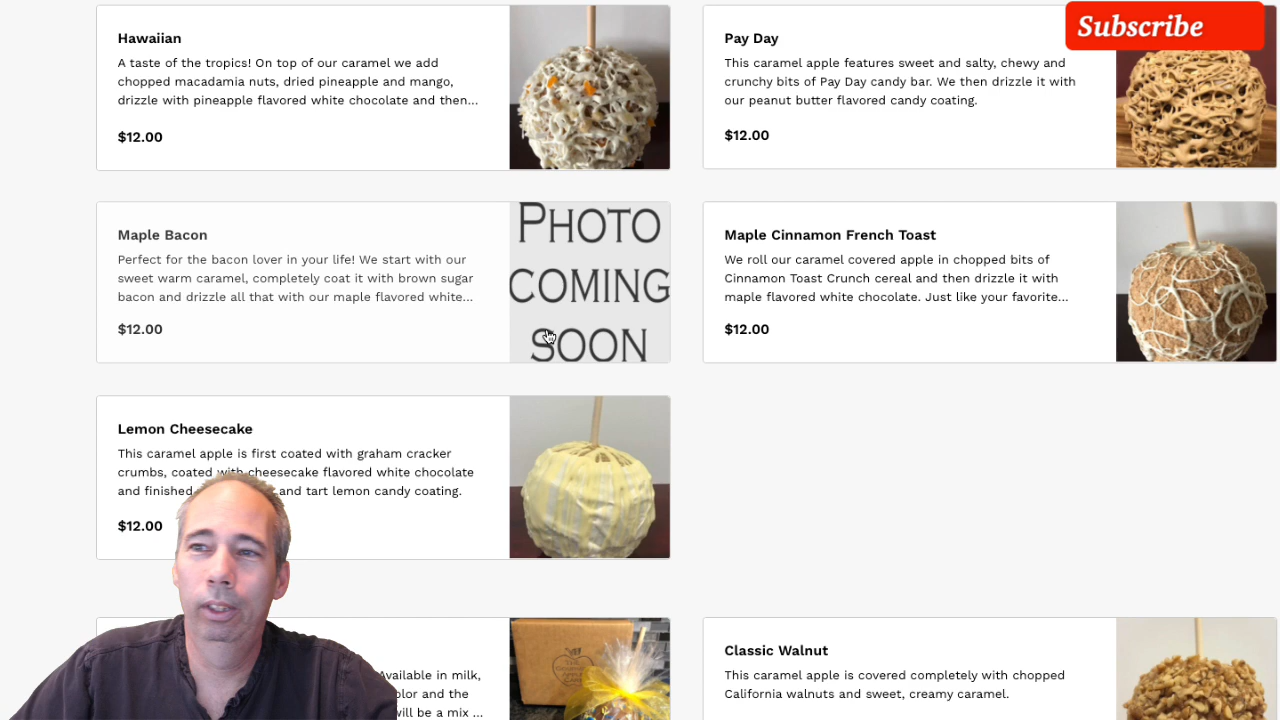 Subscribe
Hawaiian
A taste of the tropics! On top of our caramel we add
chopped macadamia nuts, dried pineapple and mango,
drizzle with pineapple flavored white chocolate and then...
$12.00
Pay Day
This caramel apple features sweet and salty, chewy and
crunchy bits of Pay Day candy bar. We then drizzle it with
our peanut butter flavored candy coating.
$12.00
Maple Bacon
Perfect for the bacon lover in your life! We start with our
sweet warm caramel, completely coat it with brown sugar
bacon and drizzle all that with our maple flavored white...
$12.00
PHOTO
COMING
SOON
Maple Cinnamon French Toast
We roll our caramel covered apple in chopped bits of
Cinnamon Toast Crunch cereal and then drizzle it with
maple flavored white chocolate. Just like your favorite...
$12.00
Lemon Cheesecake
This caramel apple is first coated with graham cracker
crumbs, coated with cheesecake flavored white chocolate
and finished and tart lemon candy coating.
$12.00
Available in milk,
olor and the
will be a mix ...
Classic Walnut
This caramel apple is covered completely with chopped
California walnuts and sweet, creamy caramel.